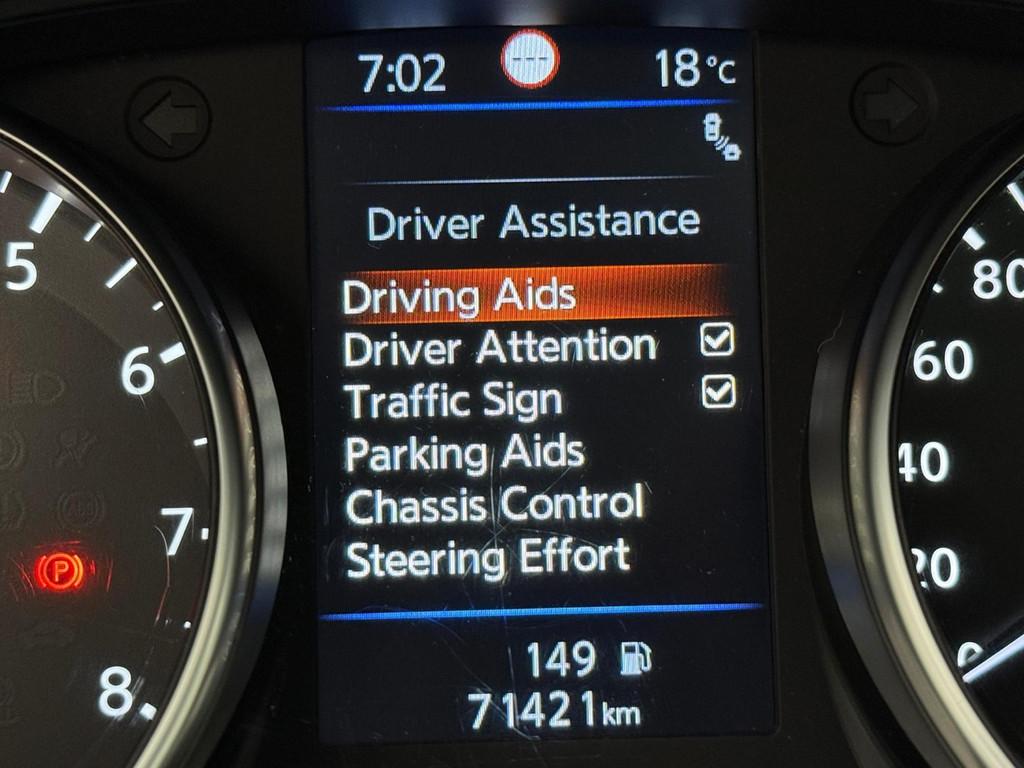 7:02 --- 18°C
Driver Assistance
Driving Aids
Driver Attention
Traffic Sign
Parking Aids
Chassis Control
Steering Effort
149
71421km
5
6
7
8
P
80
60
40
20
0